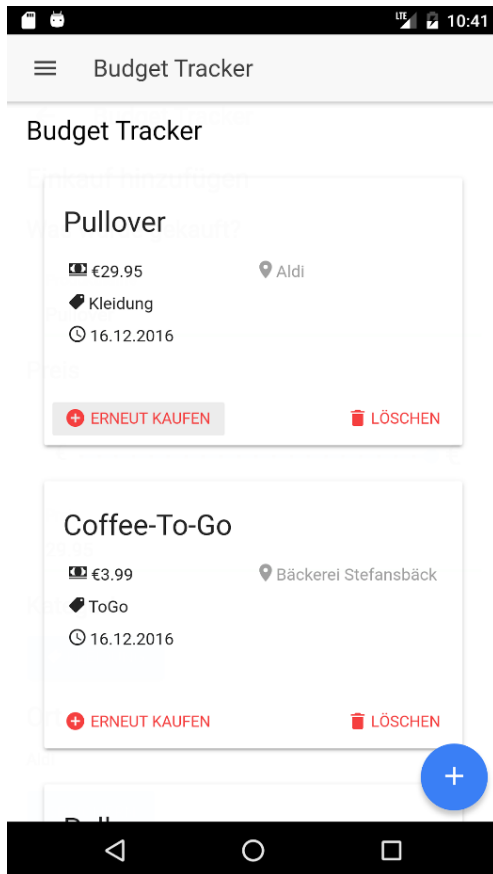 LTE 10:41
Budget Tracker
Budget Tracker
Pullover
€29.95 Aldi
Kleidung
16.12.2016
ERNEUT KAUFEN LÖSCHEN
Coffee-To-Go
€3.99 Bäckerei Stefansbäck
ToGo
16.12.2016
ERNEUT KAUFEN LÖSCHEN